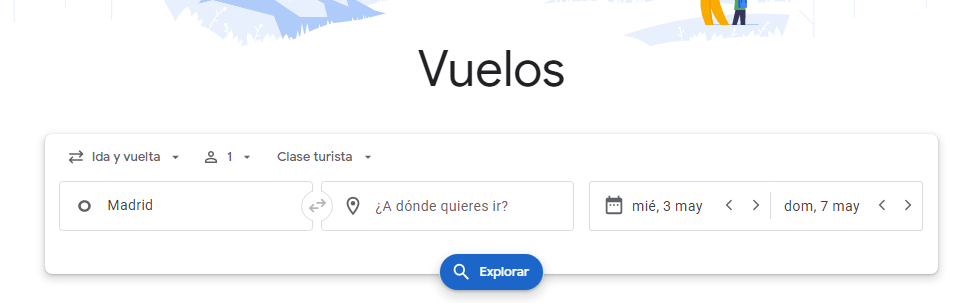 Vuelos
Ida y vuelta 1 Clase turista
Madrid ¿A dónde quieres ir? mié, 3 may dom, 7 may
Explorar